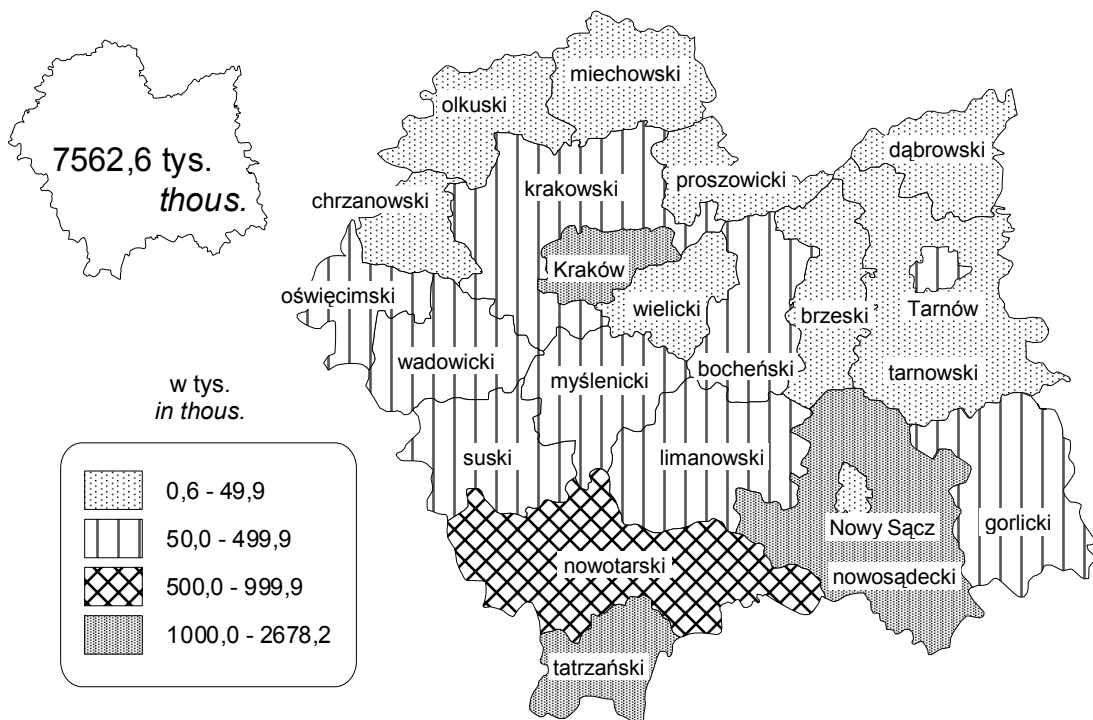 7562,6 tys.
thous.
miechowski
olkuski
dąbrowski
krakowski
proszowicki
chrzanowski
Kraków
oświęcimski
wielicki
brzeski
Tarnów
wadowicki
myślenicki
bocheński
tarnowski
suski
limanowski
Nowy Sącz
gorlicki
nowotarski
nowosądecki
tatrzański
w tys.
in thous.
0,6 - 49,9
50,0 - 499,9
500,0 - 999,9
1000,0 - 2678,2